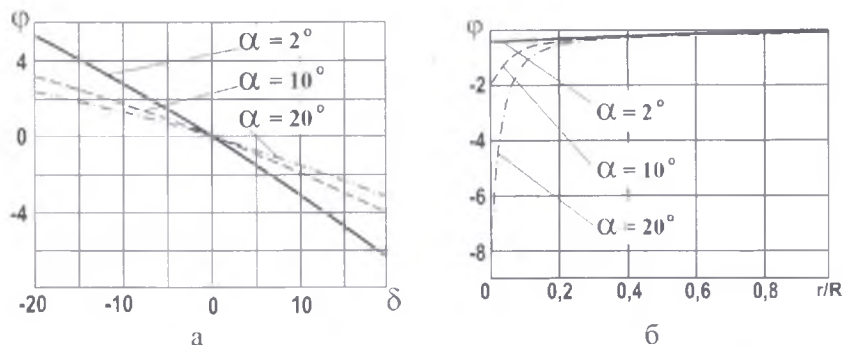 φ
4
0
-4
-20
-10
0
10
δ
α = 2°
α = 10°
α = 20°
а
φ
-2
-4
-6
-8
0
0,2
0,4
0,6
0,8
r/R
α = 2°
α = 10°
α = 20°
б